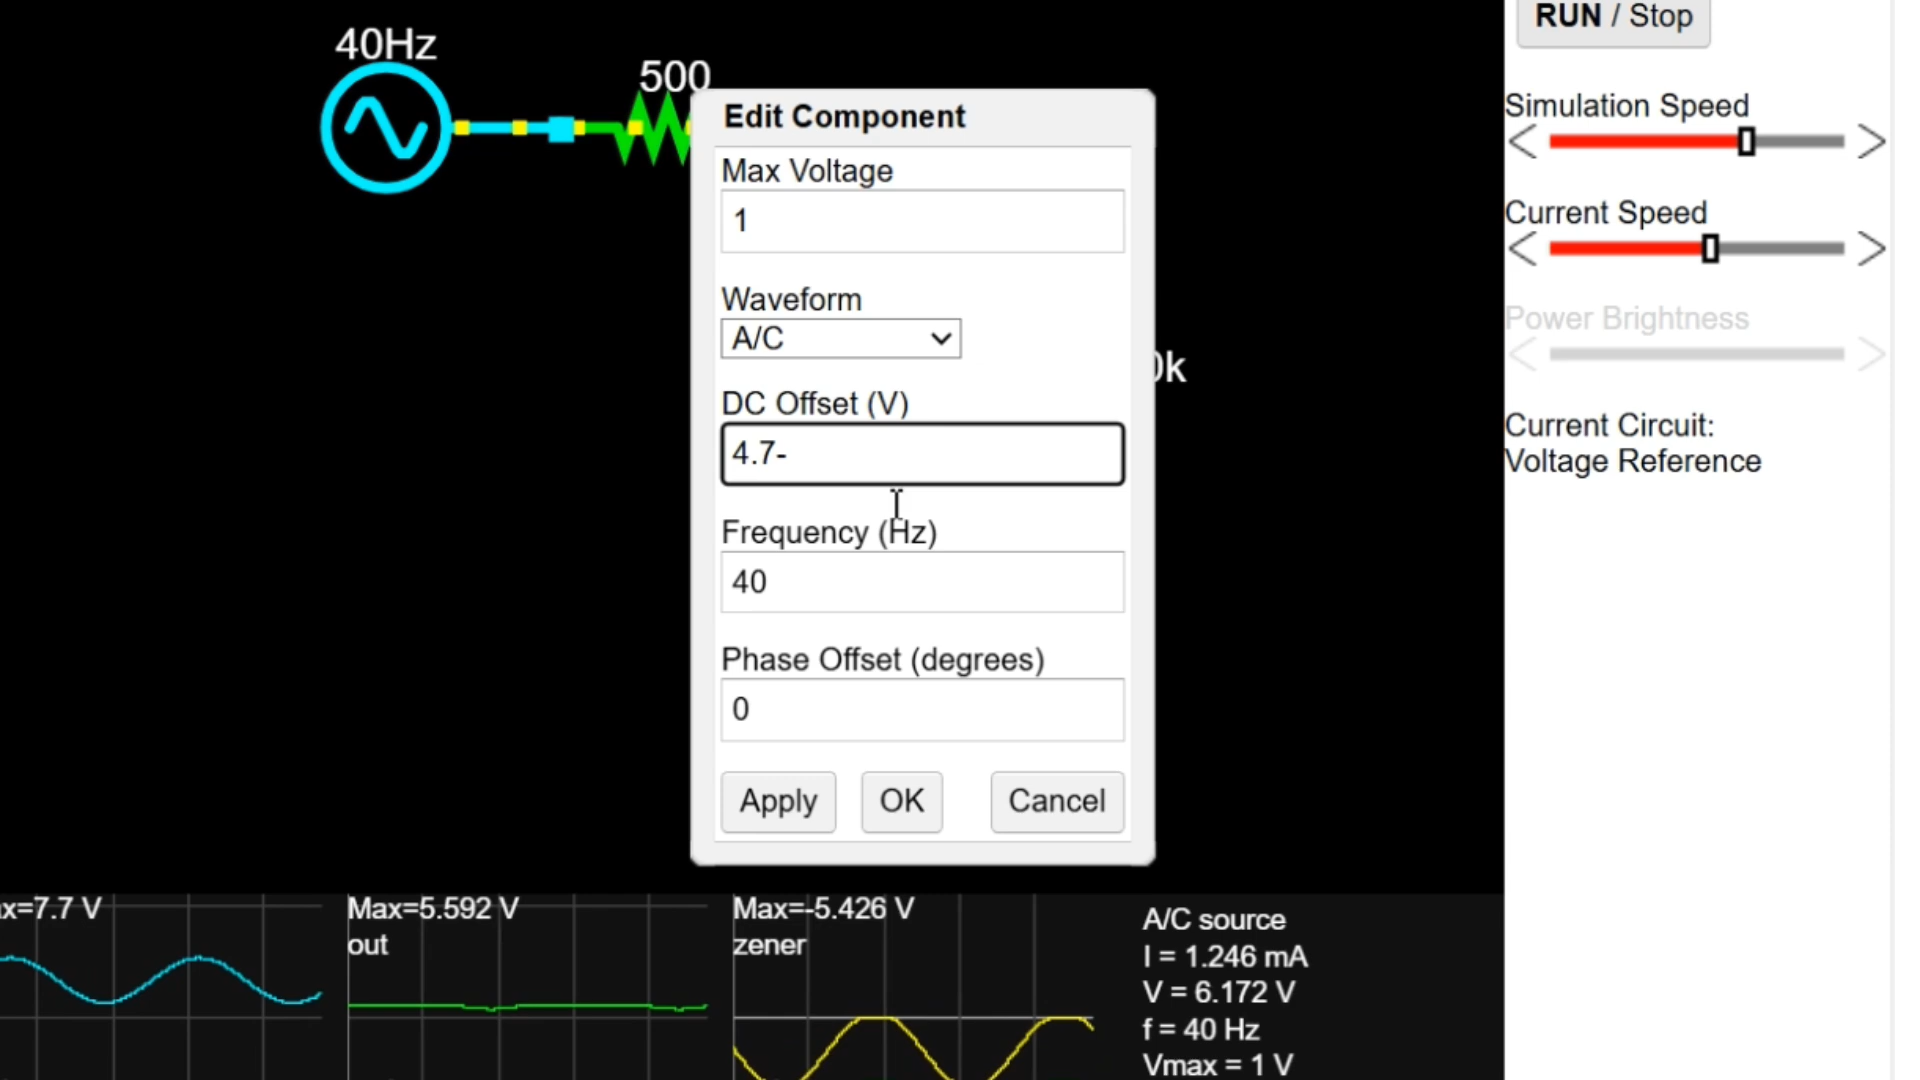 40Hz
500
Edit Component
Max Voltage
1
Waveform
A/C
DC Offset (V)
4.7-
Frequency (Hz)
40
Phase Offset (degrees)
0
Apply OK Cancel
0k
RUN / Stop
Simulation Speed
Current Speed
Power Brightness
Current Circuit:
Voltage Reference
x=7.7 V
Max=5.592 V
out
Max=-5.426 V
zener
A/C source
I = 1.246 mA
V = 6.172 V
f = 40 Hz
Vmax = 1 V